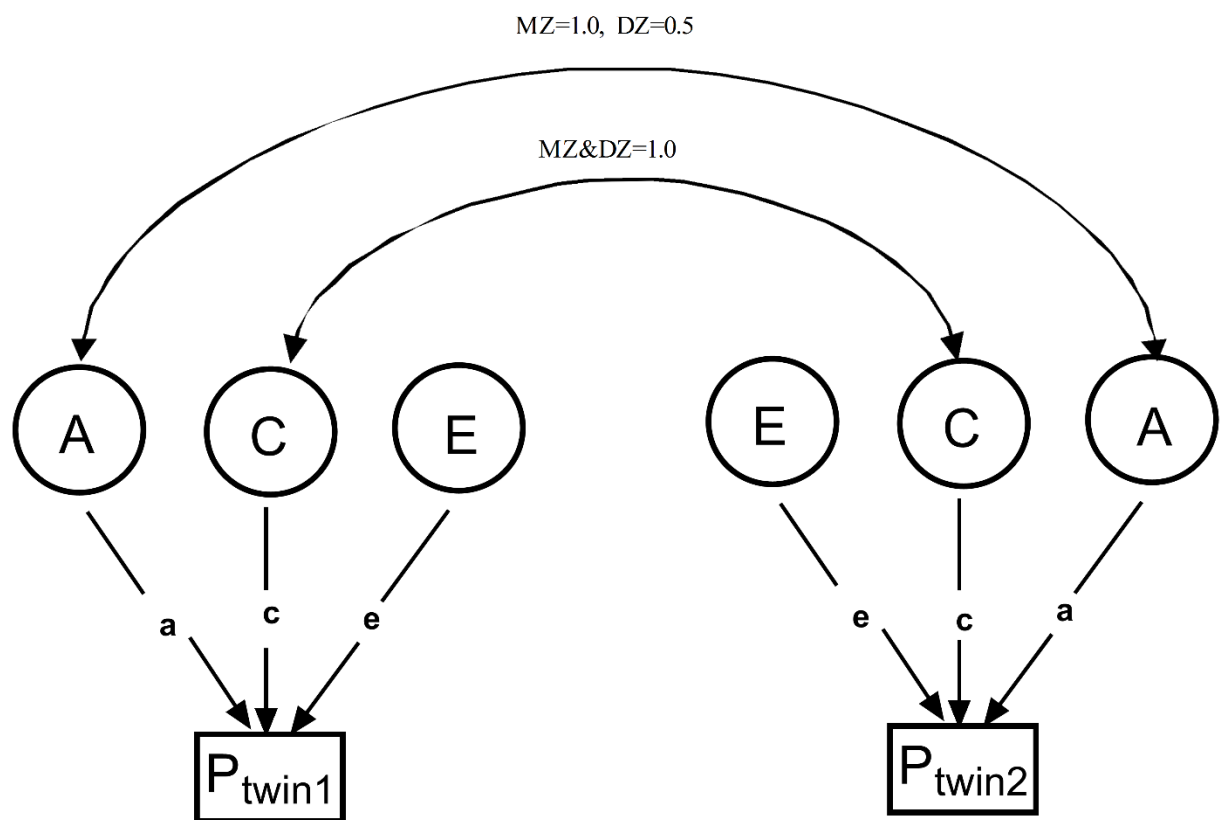 MZ=1.0, DZ=0.5
MZ&DZ=1.0
A C E E C A
a c e e c a
Ptwin1 Ptwin2